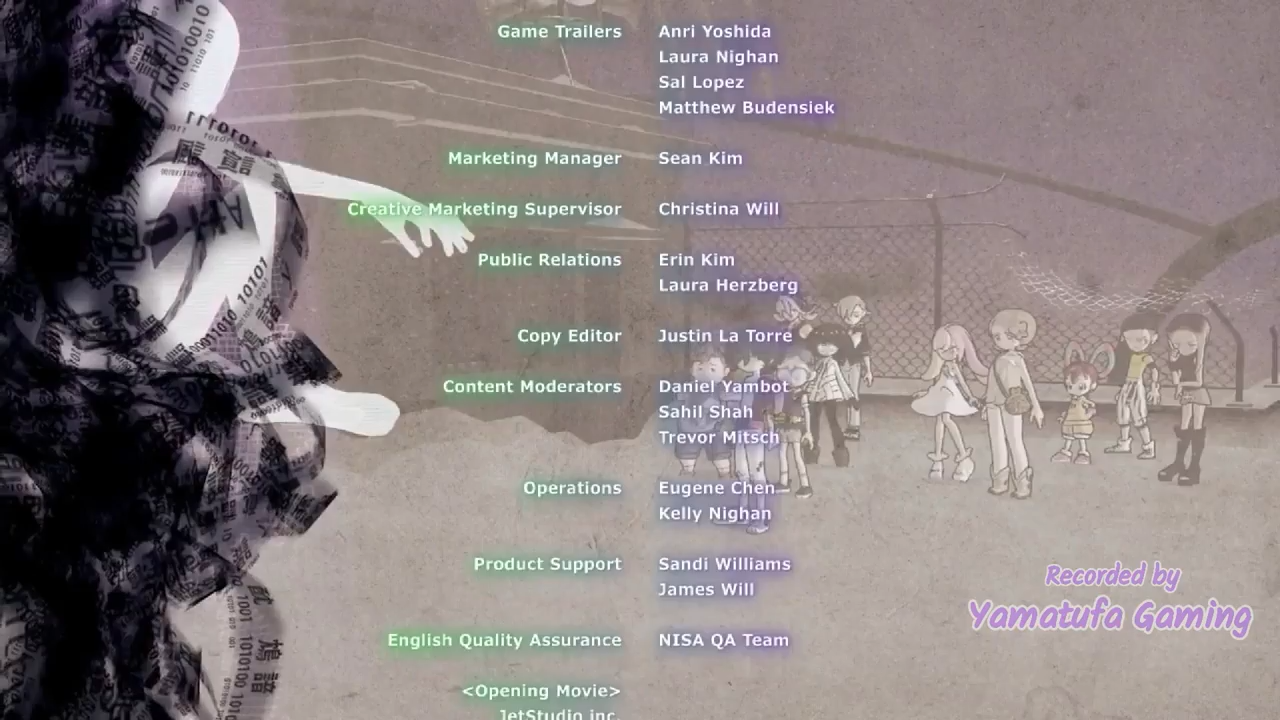 Game Trailers Anri Yoshida
Laura Nighan
Sal Lopez
Matthew Budensiek
Marketing Manager Sean Kim
Creative Marketing Supervisor Christina Will
Public Relations Erin Kim
Laura Herzberg
Copy Editor Justin La Torre
Content Moderators Daniel Yambot
Sahil Shah
Trevor Mitsch
Operations Eugene Chen
Kelly Nighan
Product Support Sandi Williams
James Will
English Quality Assurance NISA QA Team
<Opening Movie>
JetStudio inc.
Recorded by
Yamatufa Gaming